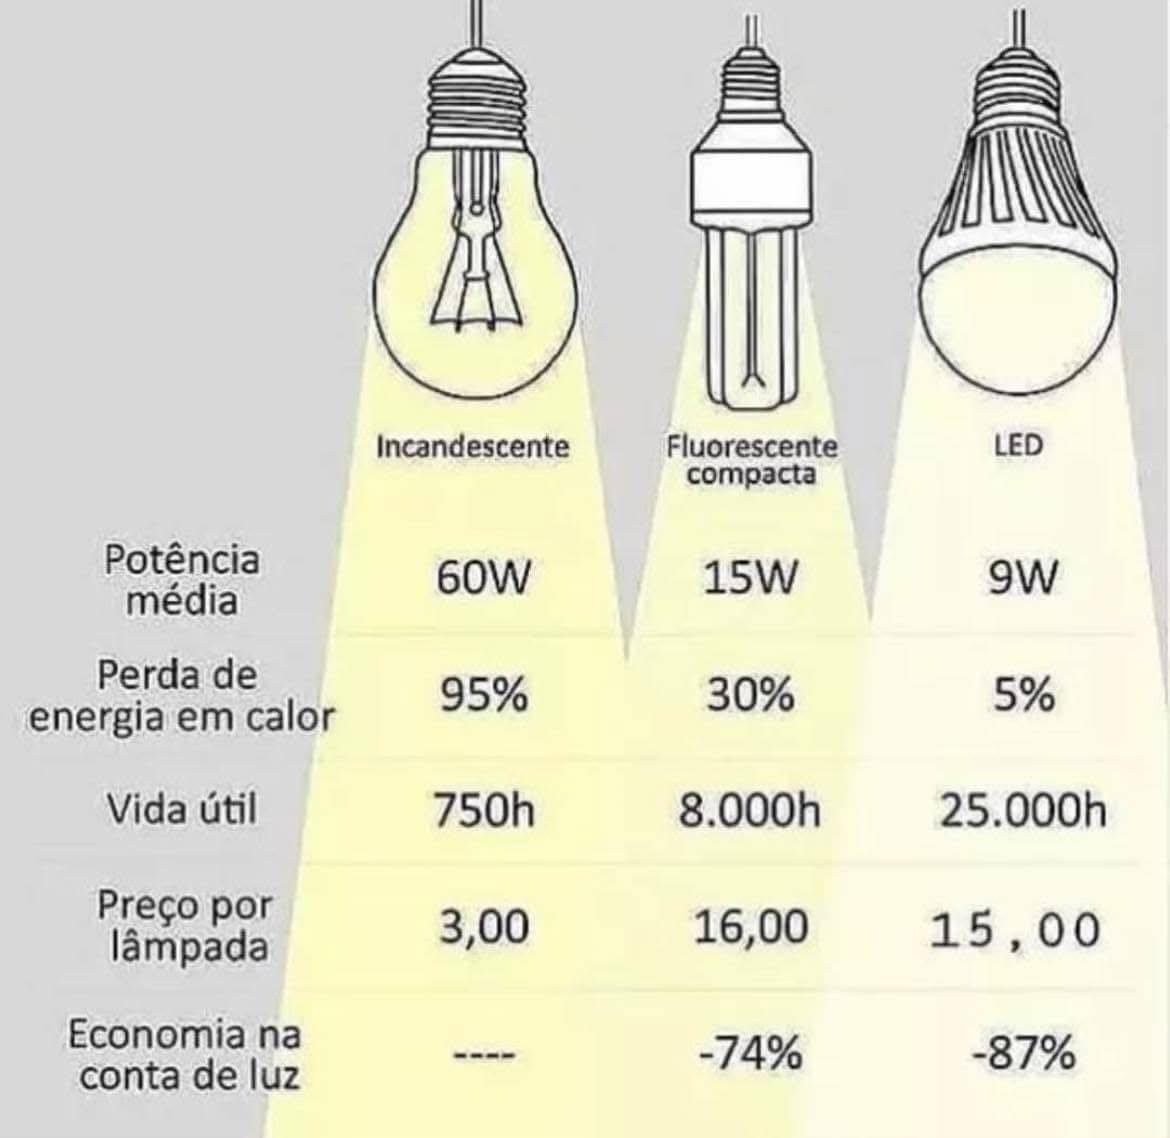 Incandescente
Fluorescente
compacta
LED
Potência
média
60W
15W
9W
Perda de
energia em calor
95%
30%
5%
Vida útil
750h
8.000h
25.000h
Preço por
lâmpada
3,00
16,00
15,00
Economia na
conta de luz
----
-74%
-87%